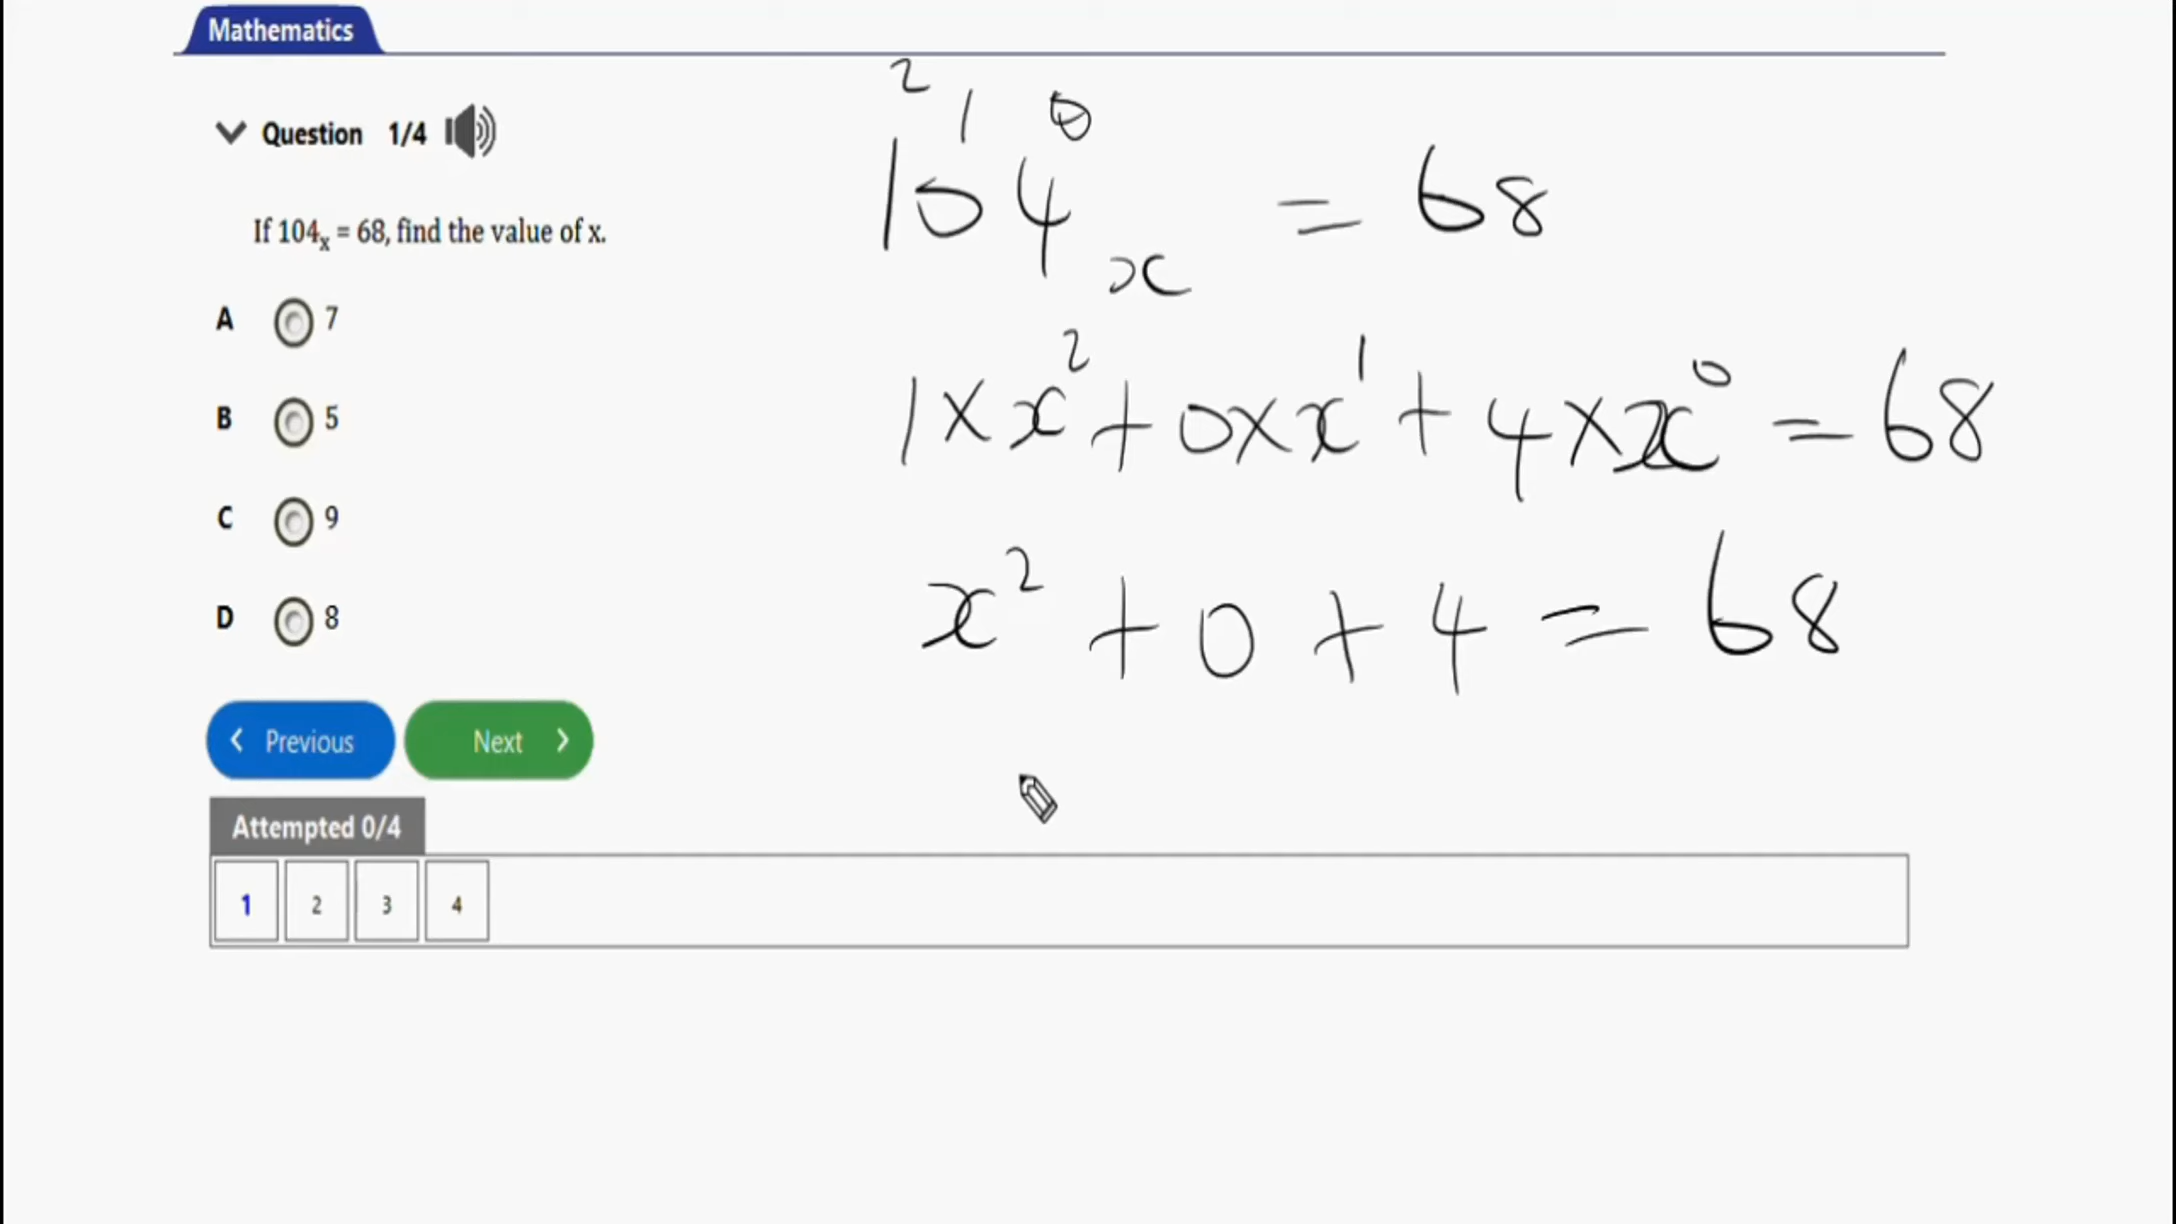 Mathematics
Question 1/4
If 104ₓ = 68, find the value of x.
A 7
B 5
C 9
D 8
Previous Next
Attempted 0/4
1 2 3 4
2 1 0
104ₓ = 68
1 × x² + 0 × x¹ + 4 × x⁰ = 68
x² + 0 + 4 = 68